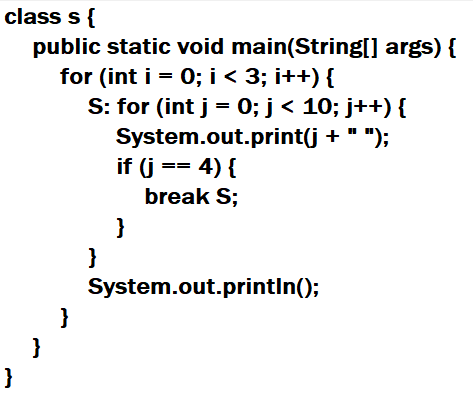 class s {
public static void main(String[] args) {
for (int i = 0; i < 3; i++) {
S: for (int j = 0; j < 10; j++) {
System.out.print(j + " ");
if (j == 4) {
break S;
}
}
System.out.println();
}
}
}